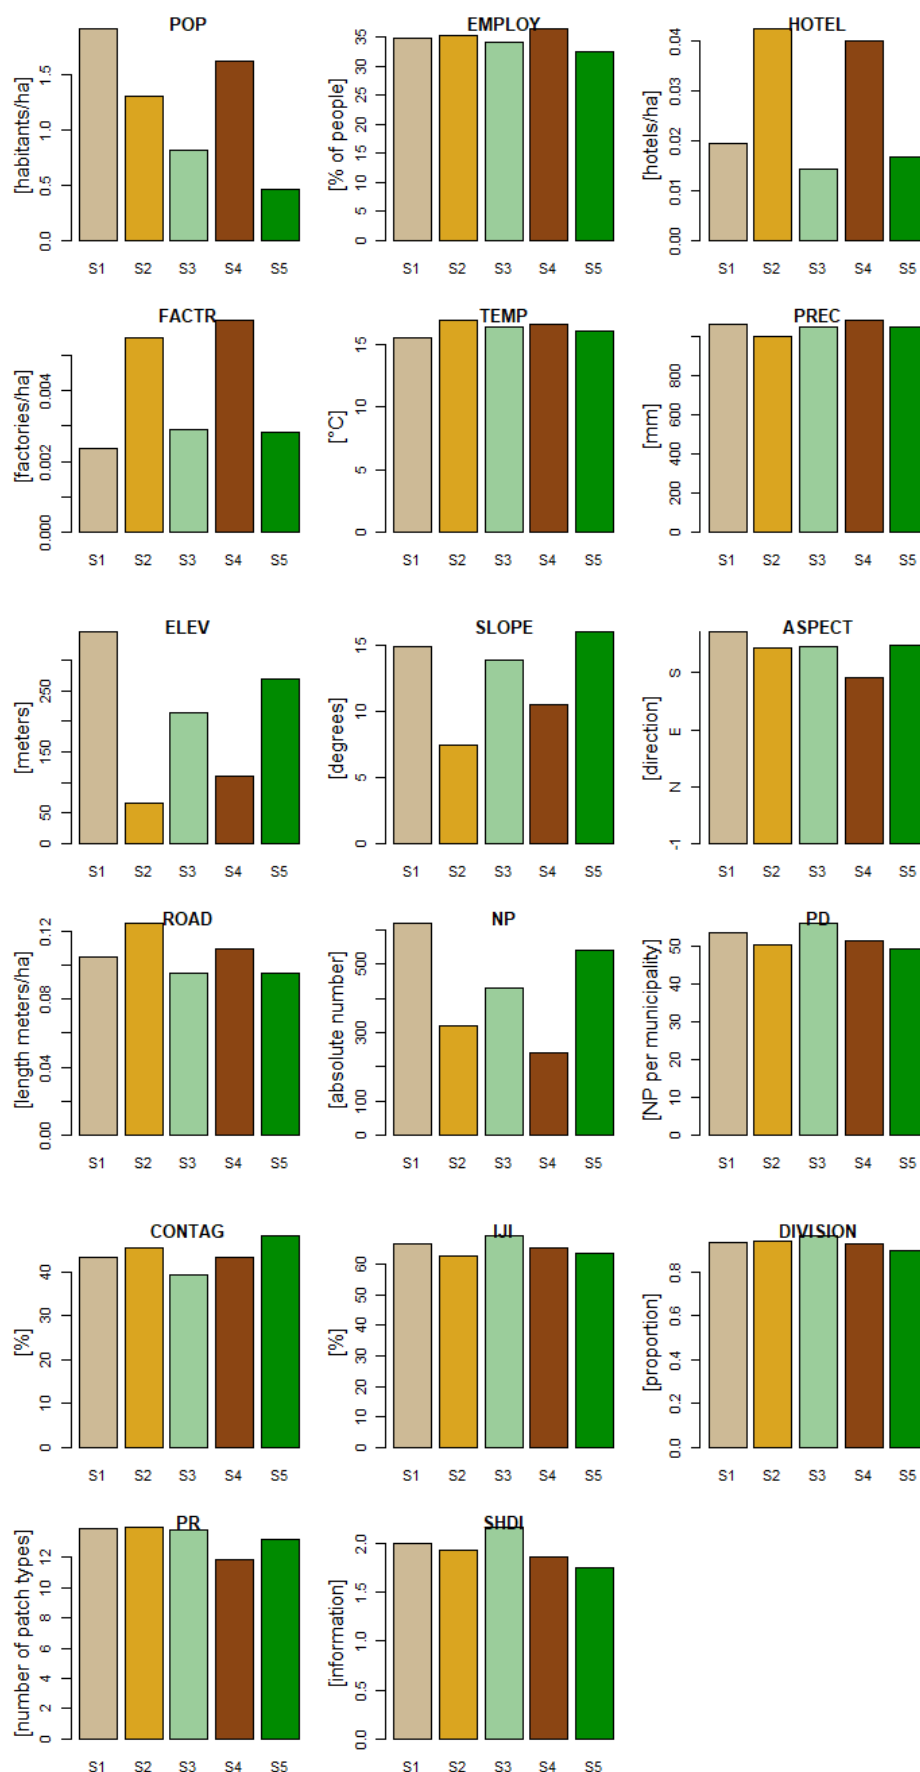 POP
EMPLOY
HOTEL
[habitants/ha]
0.0
0.5
1.0
1.5
[% of people]
0
5
10
15
20
25
30
35
[hotels/ha]
0.00
0.01
0.02
0.03
0.04
S1 S2 S3 S4 S5
S1 S2 S3 S4 S5
S1 S2 S3 S4 S5
FACTR
TEMP
PREC
[factories/ha]
0.000
0.002
0.004
[°C]
0
5
10
15
[mm]
0
200
400
600
800
S1 S2 S3 S4 S5
S1 S2 S3 S4 S5
S1 S2 S3 S4 S5
ELEV
SLOPE
ASPECT
[meters]
0
50
150
250
[degrees]
0
5
10
15
[direction]
-1
N
E
S
S1 S2 S3 S4 S5
S1 S2 S3 S4 S5
S1 S2 S3 S4 S5
ROAD
NP
PD
[length meters/ha]
0.00
0.04
0.08
0.12
[absolute number]
0
100
300
500
[NP per municipality]
0
10
20
30
40
50
S1 S2 S3 S4 S5
S1 S2 S3 S4 S5
S1 S2 S3 S4 S5
CONTAG
IJI
DIVISION
[%]
0
10
20
30
40
[%]
0
10
20
30
40
50
60
[proportion]
0.0
0.2
0.4
0.6
0.8
S1 S2 S3 S4 S5
S1 S2 S3 S4 S5
S1 S2 S3 S4 S5
PR
SHDI
[number of patch types]
0
2
4
6
8
10
12
[information]
0.0
0.5
1.0
1.5
2.0
S1 S2 S3 S4 S5
S1 S2 S3 S4 S5